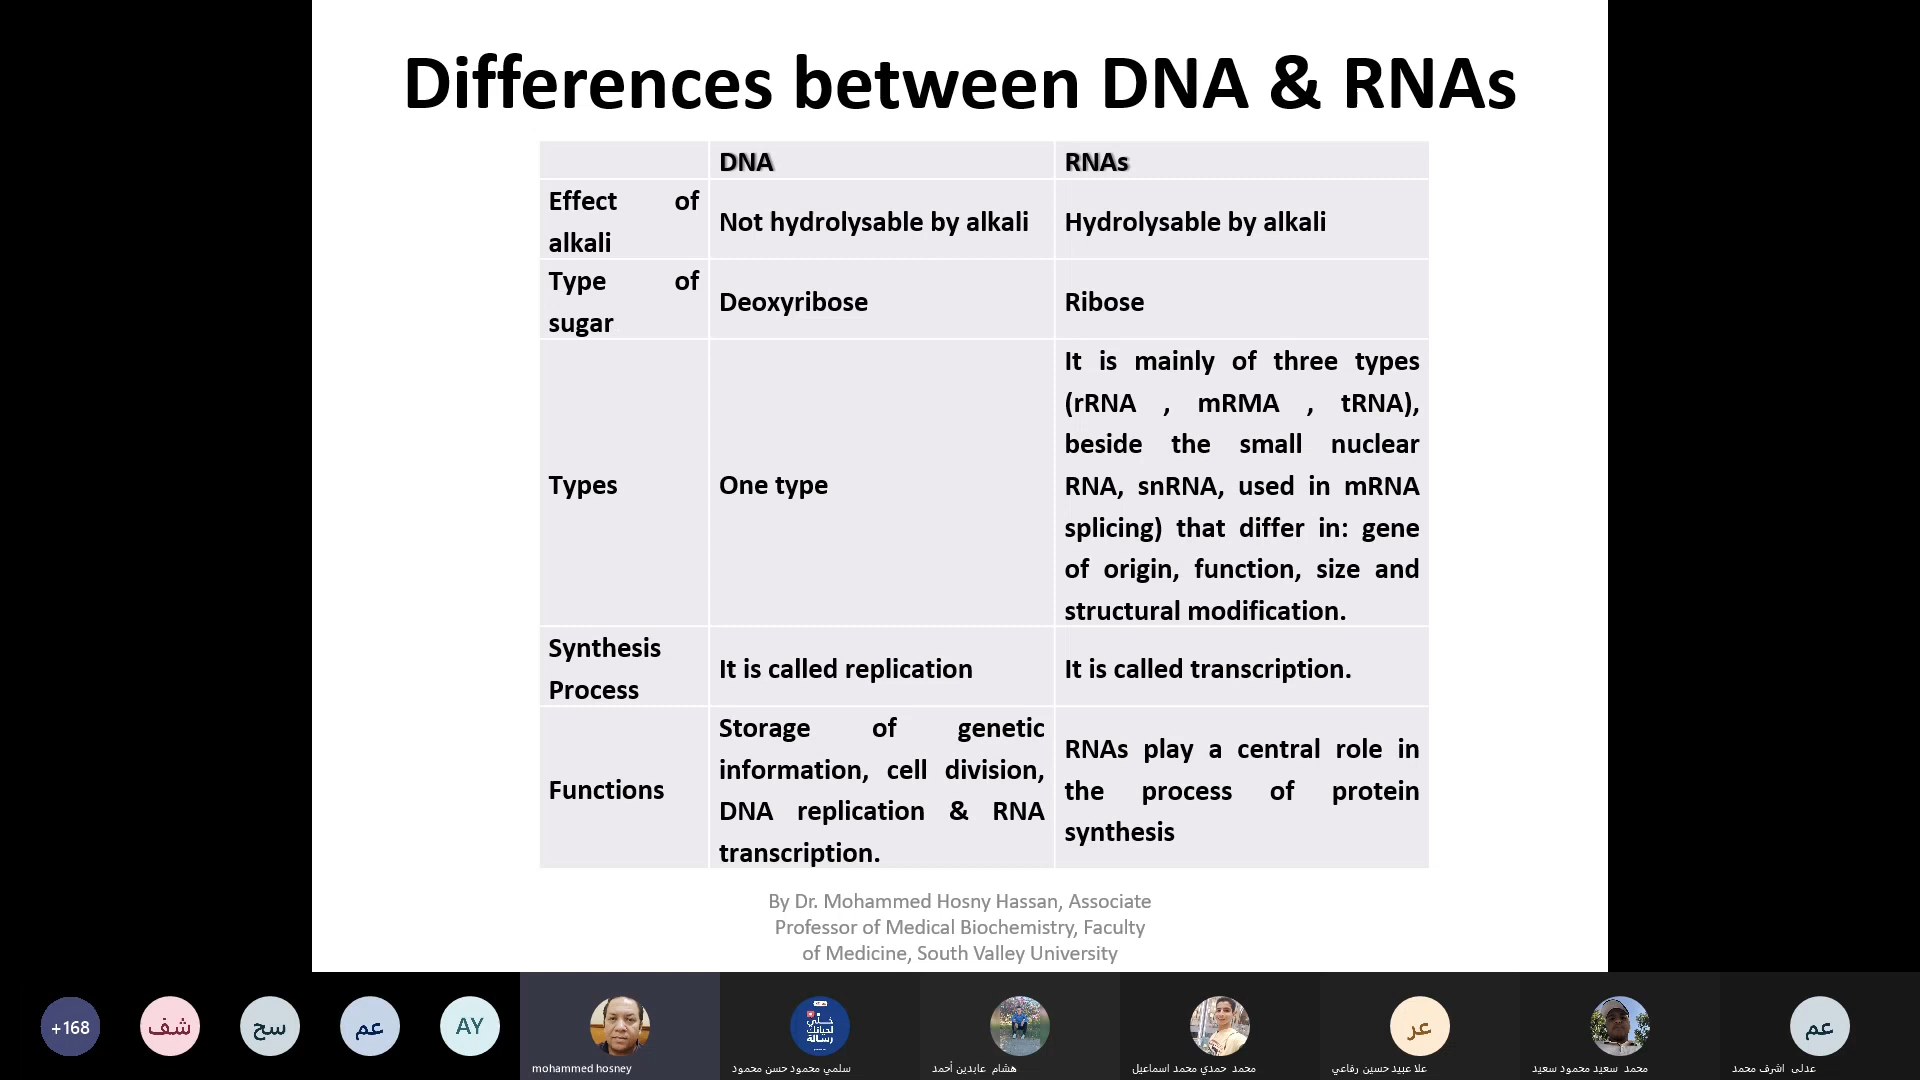 Differences between DNA & RNAs
DNA
RNAs
Effect of
alkali
Not hydrolysable by alkali
Hydrolysable by alkali
Type of
sugar
Deoxyribose
Ribose
Types
One type
It is mainly of three types
(rRNA , mRMA , tRNA),
beside the small nuclear
RNA, snRNA, used in mRNA
splicing) that differ in: gene
of origin, function, size and
structural modification.
Synthesis
Process
It is called replication
It is called transcription.
Functions
Storage of genetic
information, cell division,
DNA replication & RNA
transcription.
RNAs play a central role in
the process of protein
synthesis
By Dr. Mohammed Hosny Hassan, Associate
Professor of Medical Biochemistry, Faculty
of Medicine, South Valley University
+168
شف
سح
عم
AY
خلي
لحياتك
رسالة
عر
عم
mohammed hosney
سلمي محمود حسن محمود
هشام عابدين أحمد
محمد حمدي محمد اسماعيل
علا عبيد حسين رفاعي
محمد سعيد محمود سعيد
عدلى اشرف محمد